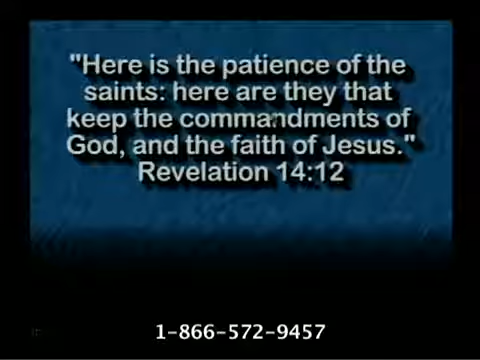 "Here is the patience of the
saints: here are they that
keep the commandments of
God, and the faith of Jesus."
Revelation 14:12
1-866-572-9457